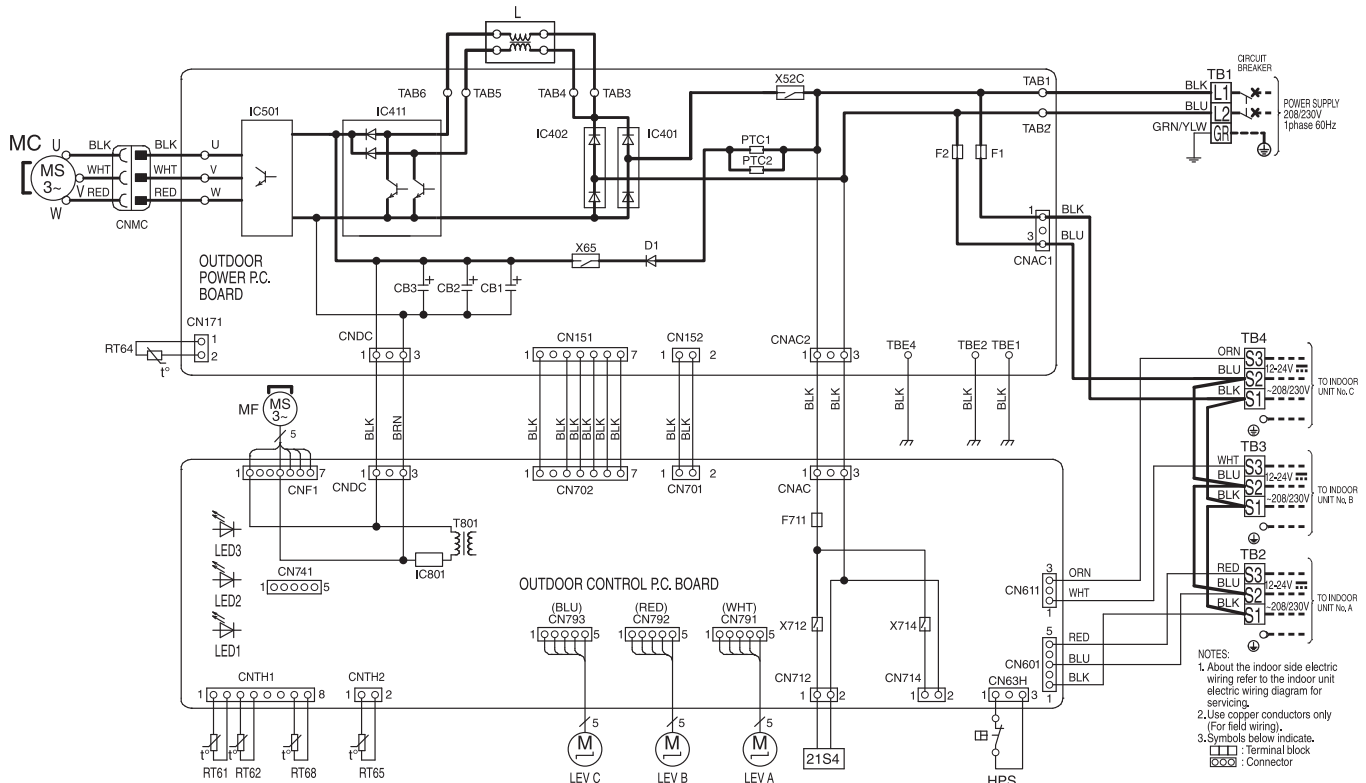 L
CIRCUIT
BREAKER
TB1
X52C
TAB1
BLK
L1
TAB6
TAB5
TAB4
TAB3
BLU
L2
POWER SUPPLY
208/230V
1phase 60Hz
TAB2
GRN/YLW
GR
IC501
IC411
IC402
IC401
PTC1
PTC2
F2
F1
MC
U
BLK
BLK
U
MS
3~
WHT
WHT
V
V
RED
RED
W
W
CNMC
1
BLK
3
BLU
CNAC1
OUTDOOR
POWER P.C.
BOARD
X65
D1
CB3
+
CB2
+
CB1
+
CN171
1
2
RT64
t°
CNDC
1
3
CN151
1
7
CN152
1
2
CNAC2
1
3
TBE4
TBE2
TBE1
TB4
ORN
S3
12-24V
BLU
S2
BLK
S1
~208/230V
TO INDOOR
UNIT No. C
MF
MS
3~
5
BLK
BRN
BLK
BLK
BLK
BLK
BLK
BLK
BLK
BLK
BLK
BLK
BLK
BLK
BLK
TB3
WHT
S3
12-24V
BLU
S2
BLK
S1
~208/230V
TO INDOOR
UNIT No. B
1
7
CNF1
CNDC
1
3
1
7
CN702
1
2
CN701
CNAC
1
3
F711
LED3
T801
IC801
LED2
CN741
1
5
LED1
OUTDOOR CONTROL P.C. BOARD
(BLU)
CN793
1
5
(RED)
CN792
1
5
(WHT)
CN791
1
5
X712
X714
3
ORN
CN611
WHT
1
TB2
RED
S3
12-24V
BLU
S2
BLK
S1
~208/230V
TO INDOOR
UNIT No. A
5
RED
CN601
BLU
BLK
1
CNTH1
1
8
CNTH2
1
2
CN712
1
2
CN714
1
2
CN63H
1
3
t°
RT61
t°
RT62
t°
RT68
t°
RT65
5
M
LEV C
5
M
LEV B
5
M
LEV A
21S4
HPS
NOTES:
1. About the indoor side electric
wiring refer to the indoor unit
electric wiring diagram for
servicing.
2. Use copper conductors only
(For field wiring).
3. Symbols below indicate.
: Terminal block
: Connector